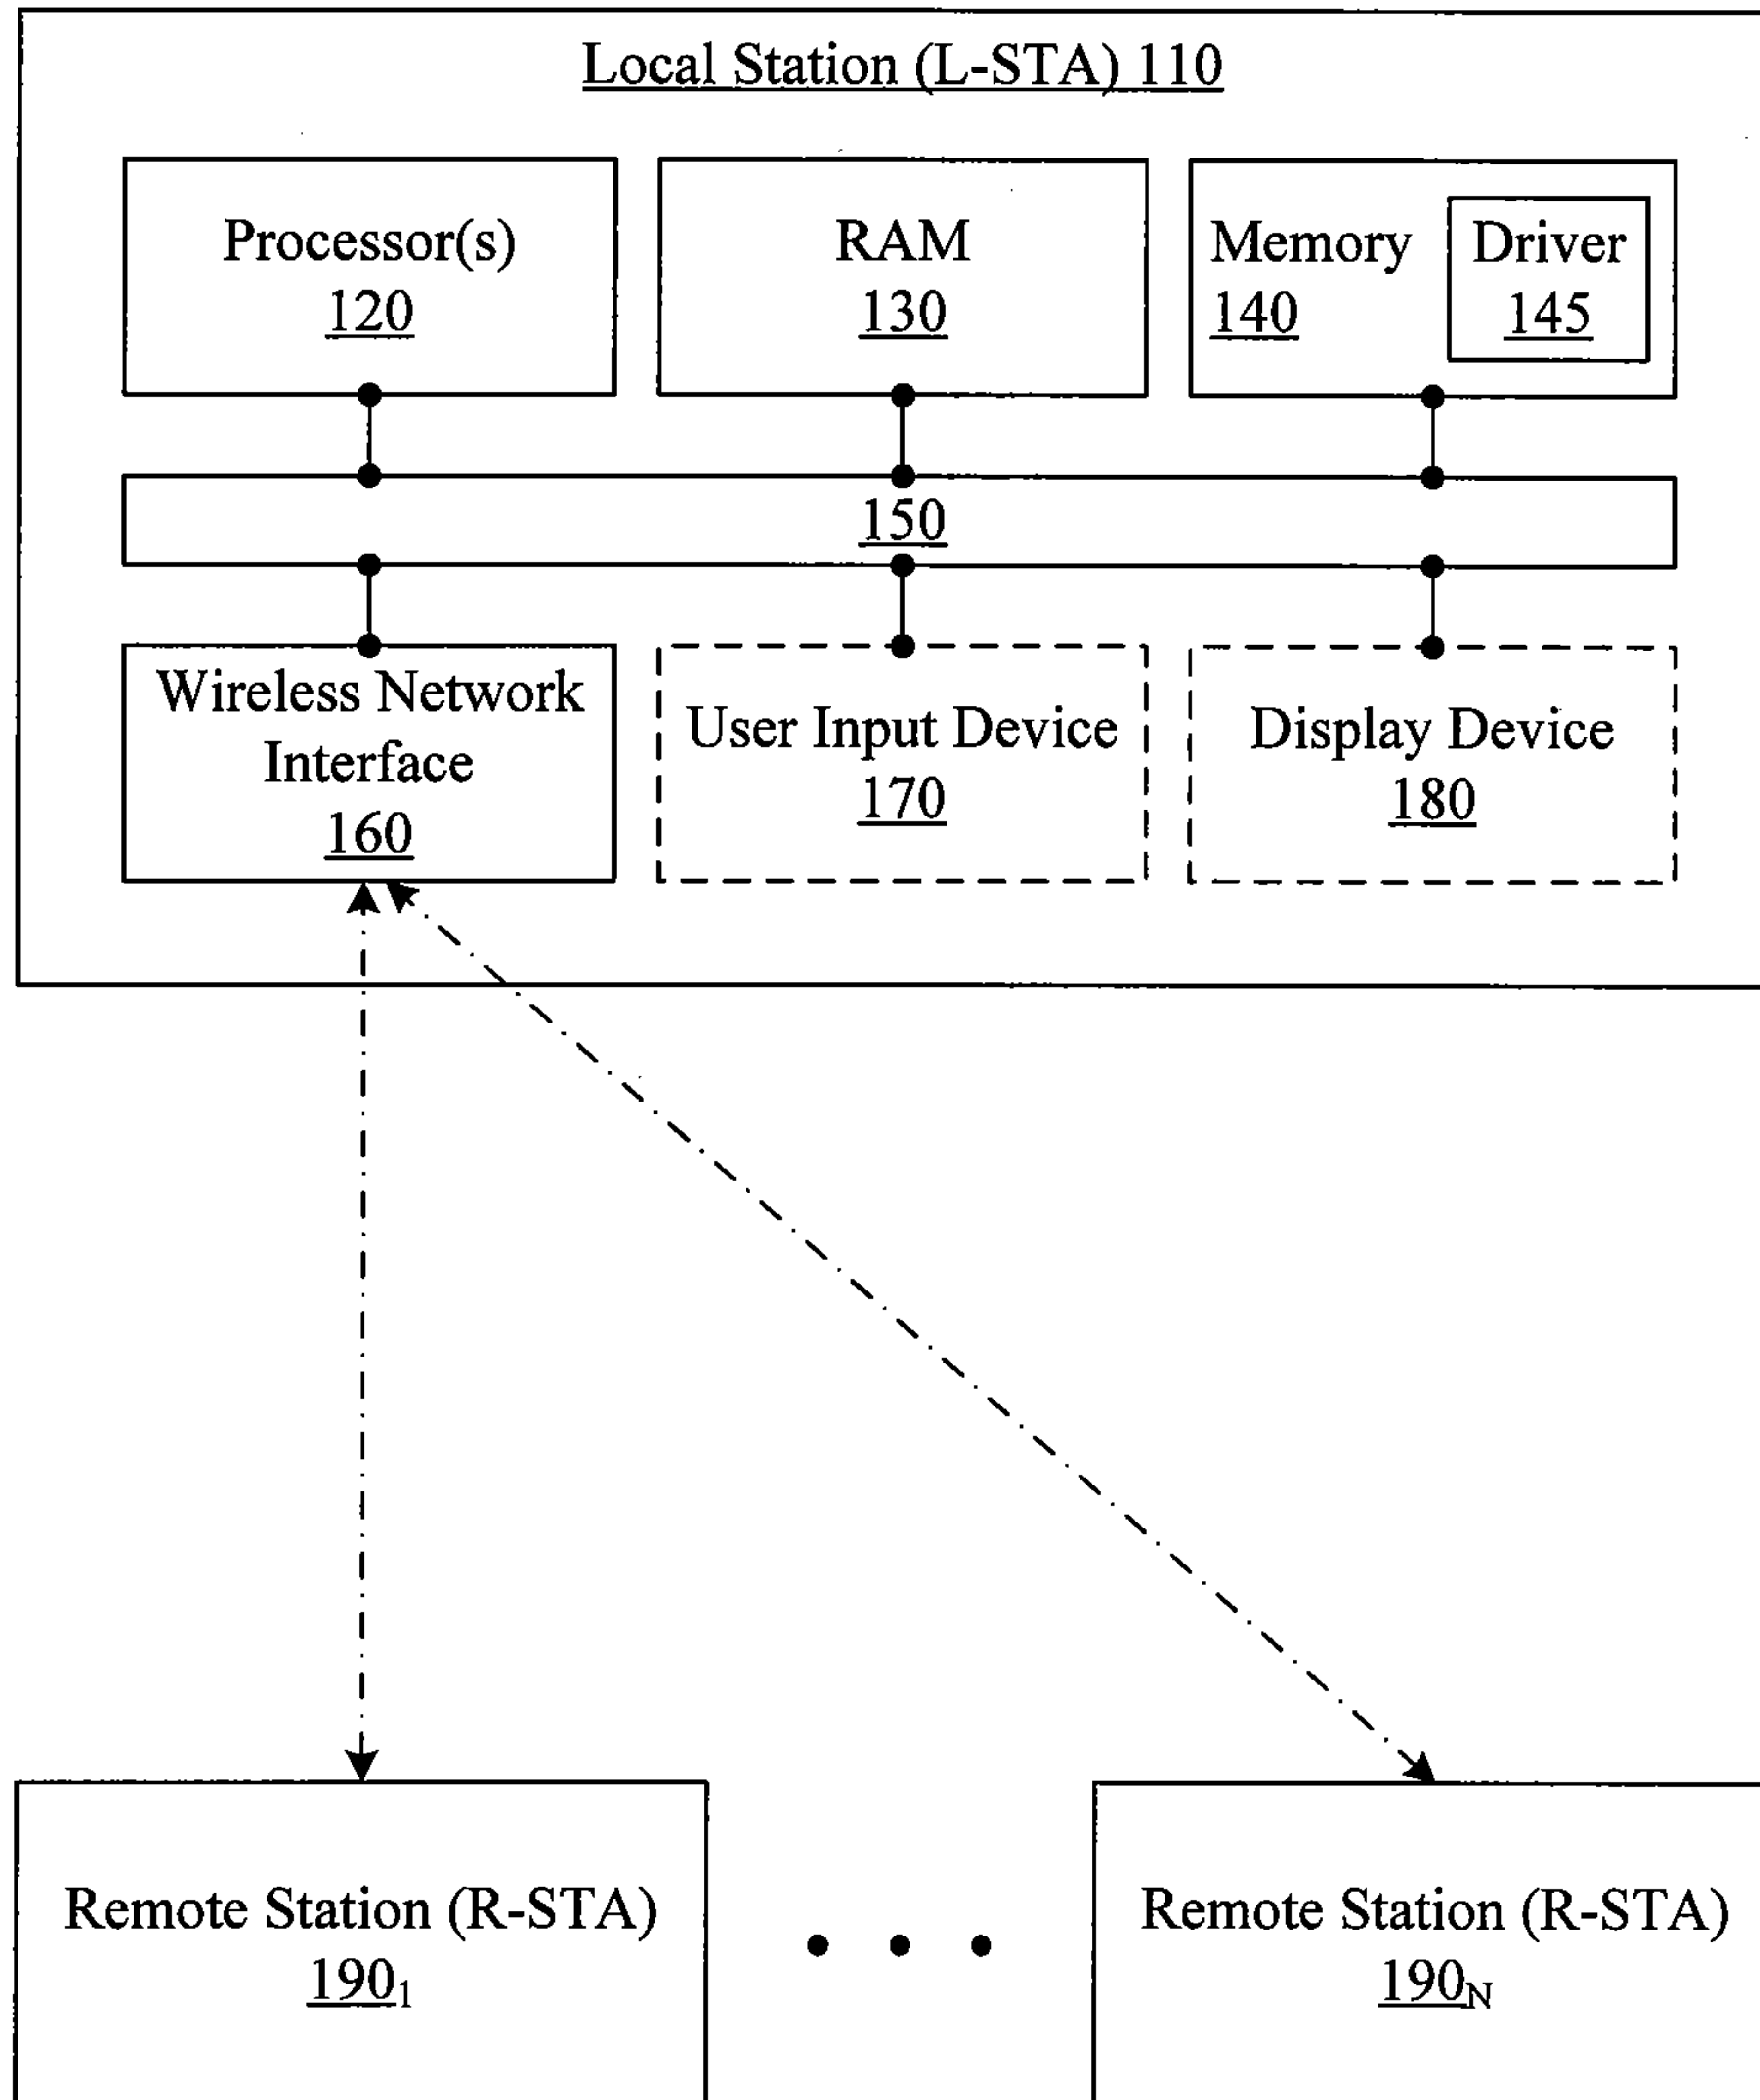 Local Station (L-STA) 110
Processor(s)
120
RAM
130
Memory
140
Driver
145
150
Wireless Network
Interface
160
User Input Device
170
Display Device
180
Remote Station (R-STA)
190₁
Remote Station (R-STA)
190_N